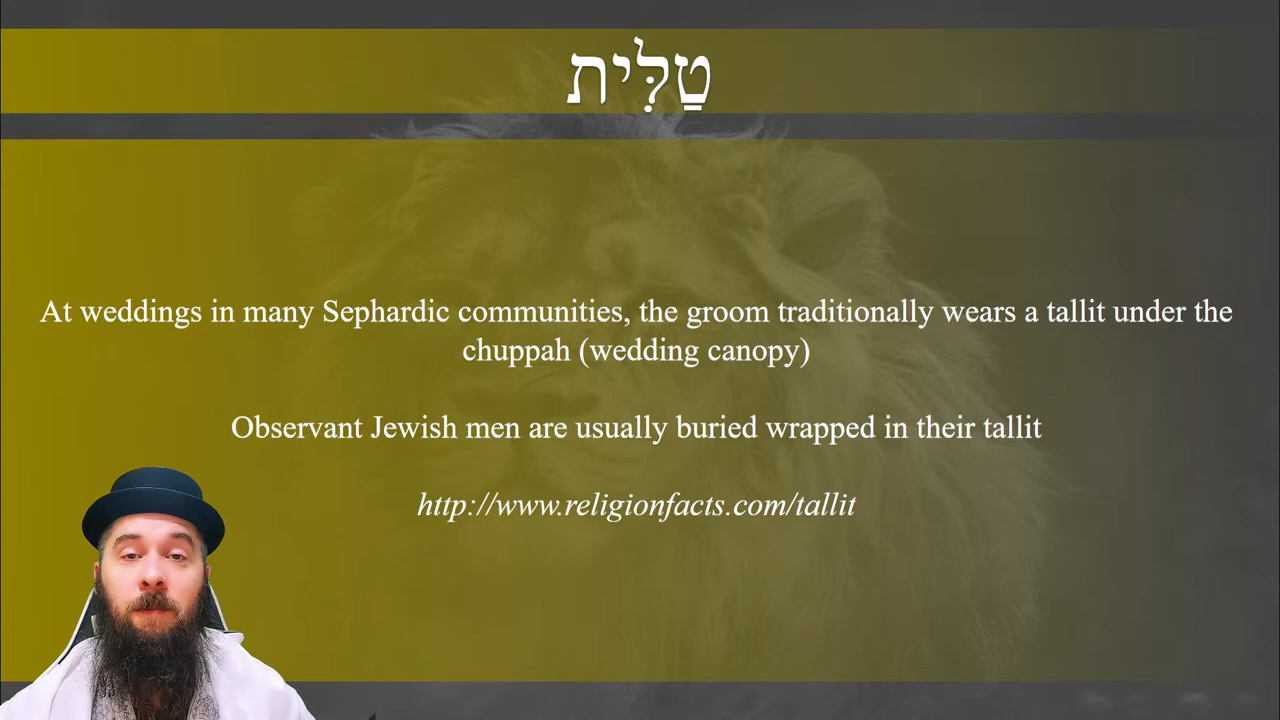 טַלִּית
At weddings in many Sephardic communities, the groom traditionally wears a tallit under the
chuppah (wedding canopy)
Observant Jewish men are usually buried wrapped in their tallit
http://www.religionfacts.com/tallit